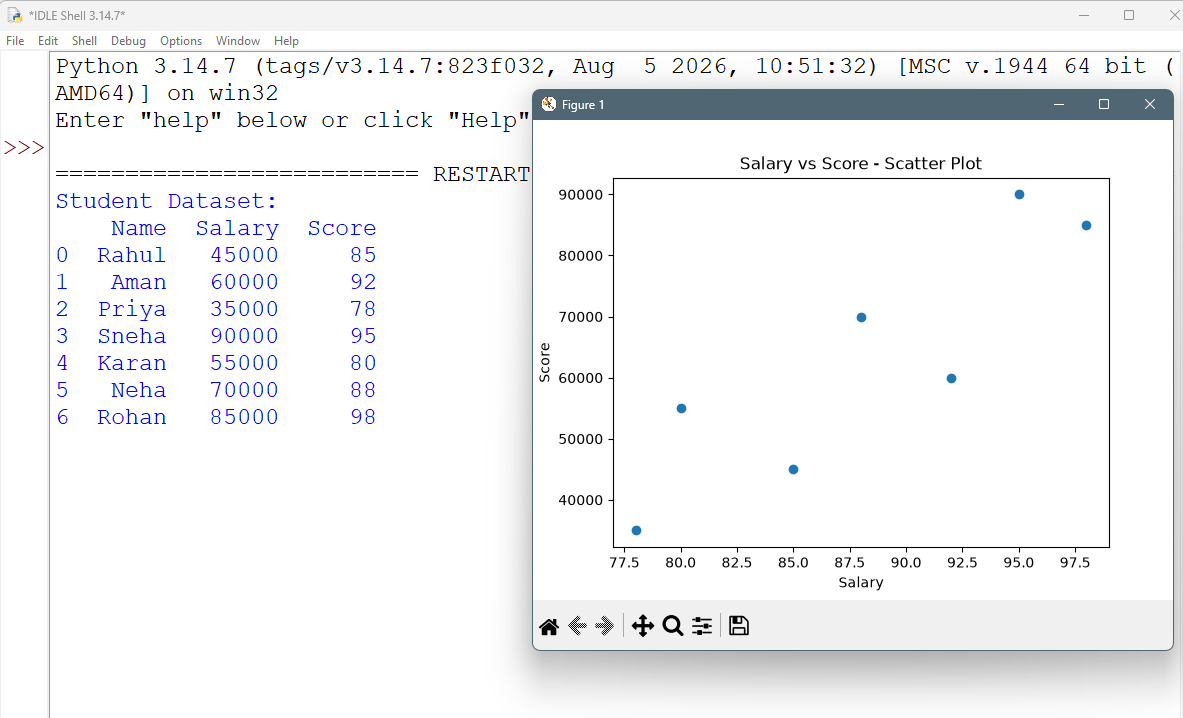 *IDLE Shell 3.14.7*
File Edit Shell Debug Options Window Help
Python 3.14.7 (tags/v3.14.7:823f032, Aug  5 2026, 10:51:32) [MSC v.1944 64 bit (
AMD64)] on win32
Enter "help" below or click "Help"
>>>
========================== RESTART
Student Dataset:
Name Salary Score
0 Rahul 45000 85
1 Aman 60000 92
2 Priya 35000 78
3 Sneha 90000 95
4 Karan 55000 80
5 Neha 70000 88
6 Rohan 85000 98
Figure 1
Salary vs Score - Scatter Plot
90000
80000
70000
60000
50000
40000
Score
77.5 80.0 82.5 85.0 87.5 90.0 92.5 95.0 97.5
Salary